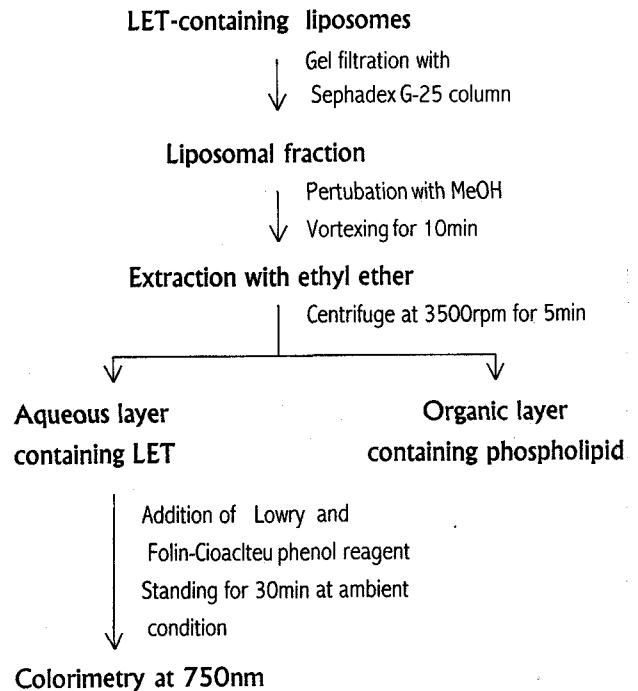 LET-containing liposomes
Gel filtration with
Sephadex G-25 column
Liposomal fraction
Pertubation with MeOH
Vortexing for 10min
Extraction with ethyl ether
Centrifuge at 3500rpm for 5min
Aqueous layer
containing LET
Organic layer
containing phospholipid
Addition of Lowry and
Folin-Cioaclteu phenol reagent
Standing for 30min at ambient
condition
Colorimetry at 750nm